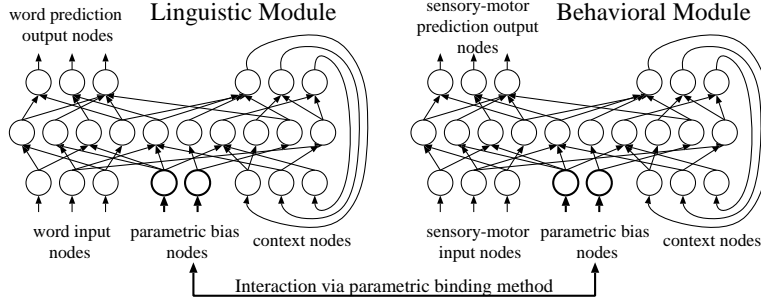 word prediction
output nodes
Linguistic Module
word input
nodes
parametric bias
nodes
context nodes
sensory-motor
prediction output
nodes
Behavioral Module
sensory-motor
input nodes
parametric bias
nodes
context nodes
Interaction via parametric binding method